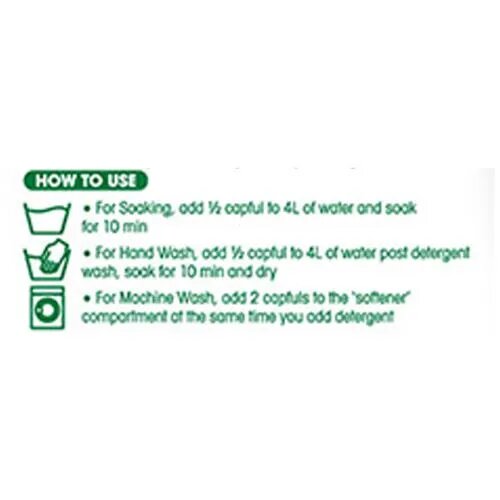 HOW TO USE
• For Soaking, add ½ capful to 4L of water and soak
for 10 min
• For Hand Wash, add ½ capful to 4L of water post detergent
wash, soak for 10 min and dry
• For Machine Wash, add 2 capfuls to the "softener"
compartment at the same time you add detergent